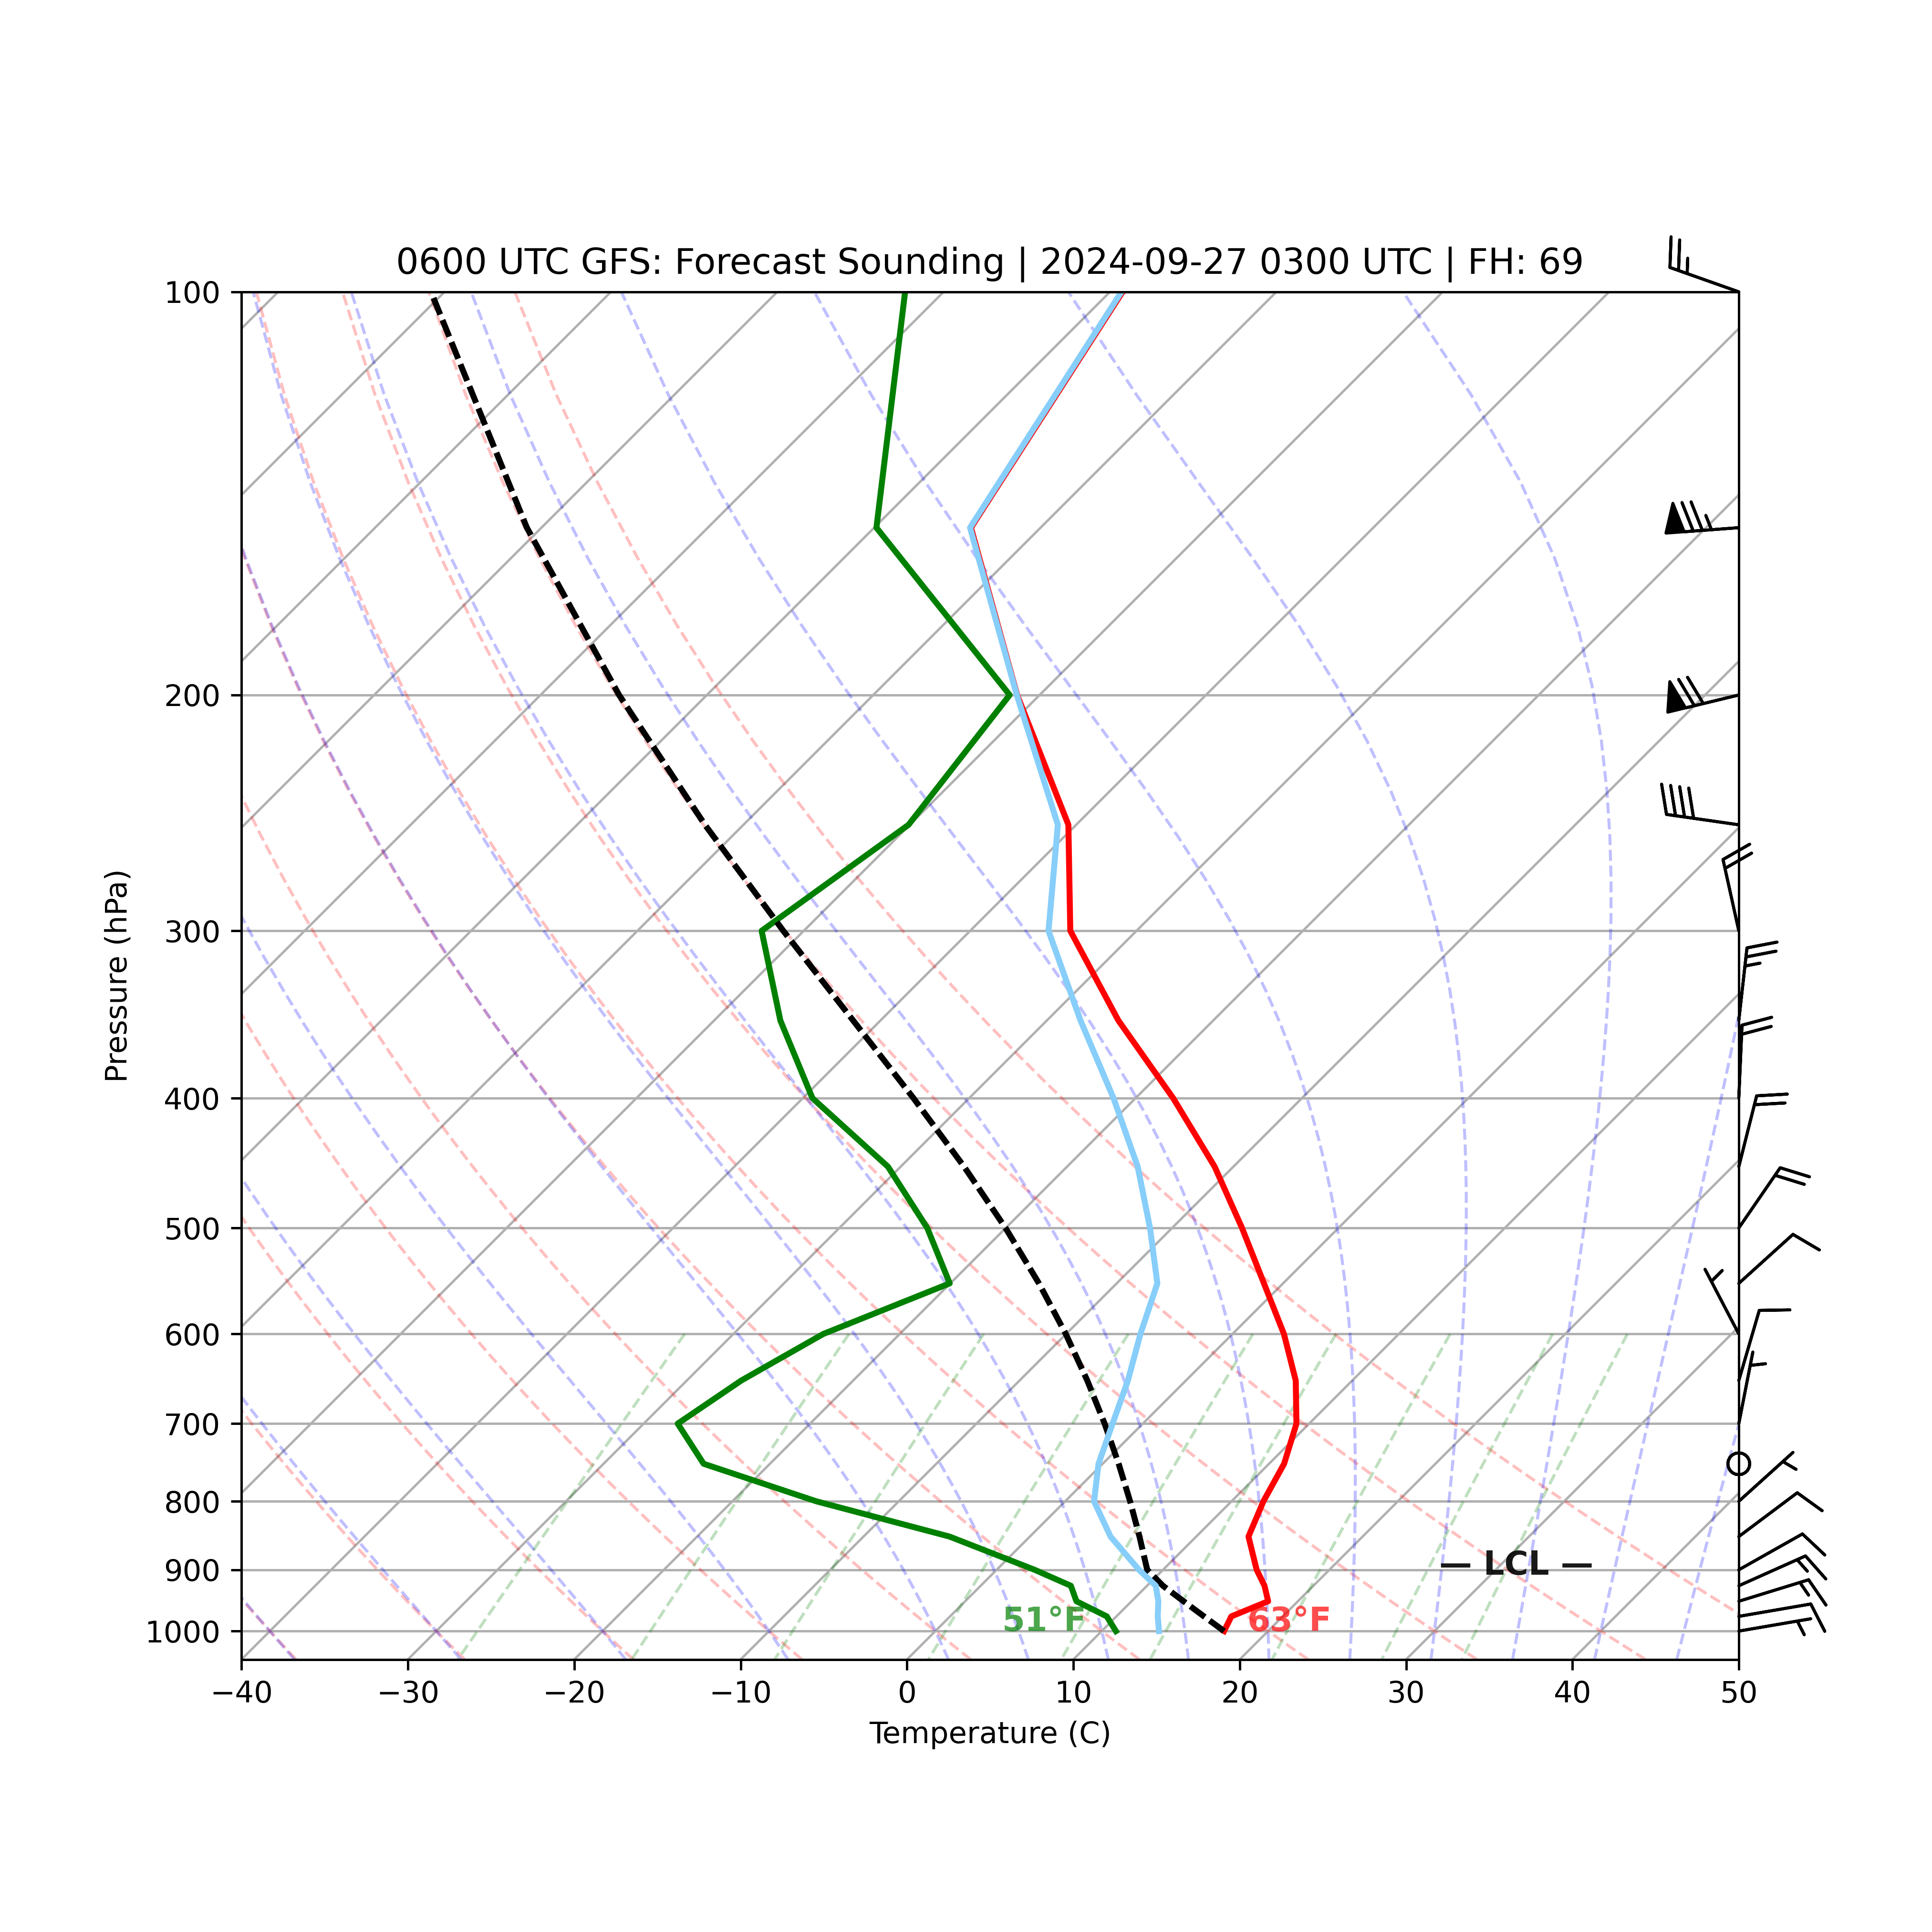 0600 UTC GFS: Forecast Sounding | 2024-09-27 0300 UTC | FH: 69
100
200
300
400
500
600
700
800
900
1000
Pressure (hPa)
— LCL —
51°F
63°F
−40 −30 −20 −10 0 10 20 30 40 50
Temperature (C)